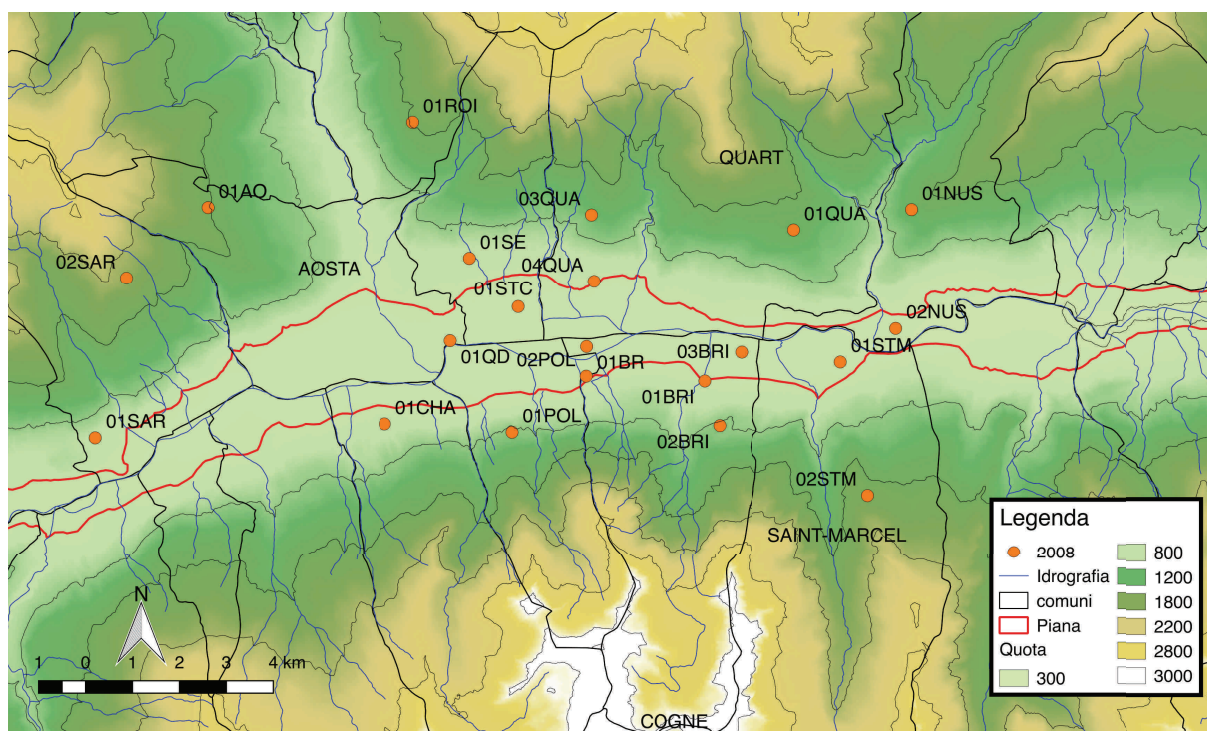 01ROI
QUART
01AO
03QUA
01QUA
01NUS
01SE
02SAR
AOSTA
04QUA
01STC
02NUS
01QD
02POL
01BR
03BRI
01STM
01SAR
01CHA
01POL
01BRI
02BRI
02STM
SAINT-MARCEL
COGNE
N
1 0 1 2 3 4 km
Legenda
2008
Idrografia
comuni
Piana
Quota
300
800
1200
1800
2200
2800
3000